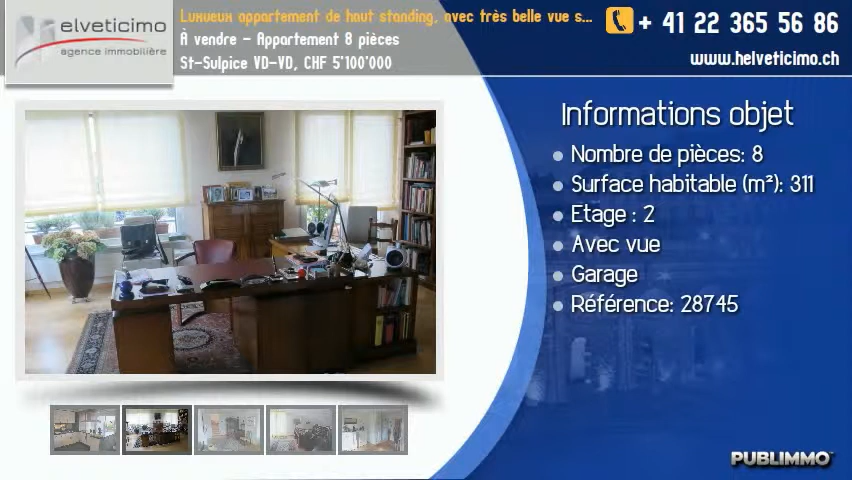 elveticimo
agence immobilière
Luxueux appartement de haut standing, avec très belle vue s...
À vendre - Appartement 8 pièces
St-Sulpice VD-VD, CHF 5'100'000
+ 41 22 365 56 86
www.helveticimo.ch
Informations objet
Nombre de pièces: 8
Surface habitable (m²): 311
Etage : 2
Avec vue
Garage
Référence: 28745
PUBLIMMO